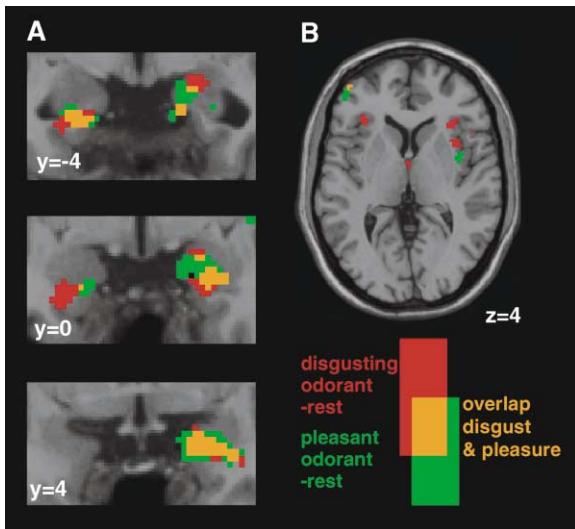 A
B
y=-4
y=0
y=4
z=4
disgusting
odorant
-rest
pleasant
odorant
-rest
overlap
disgust
& pleasure